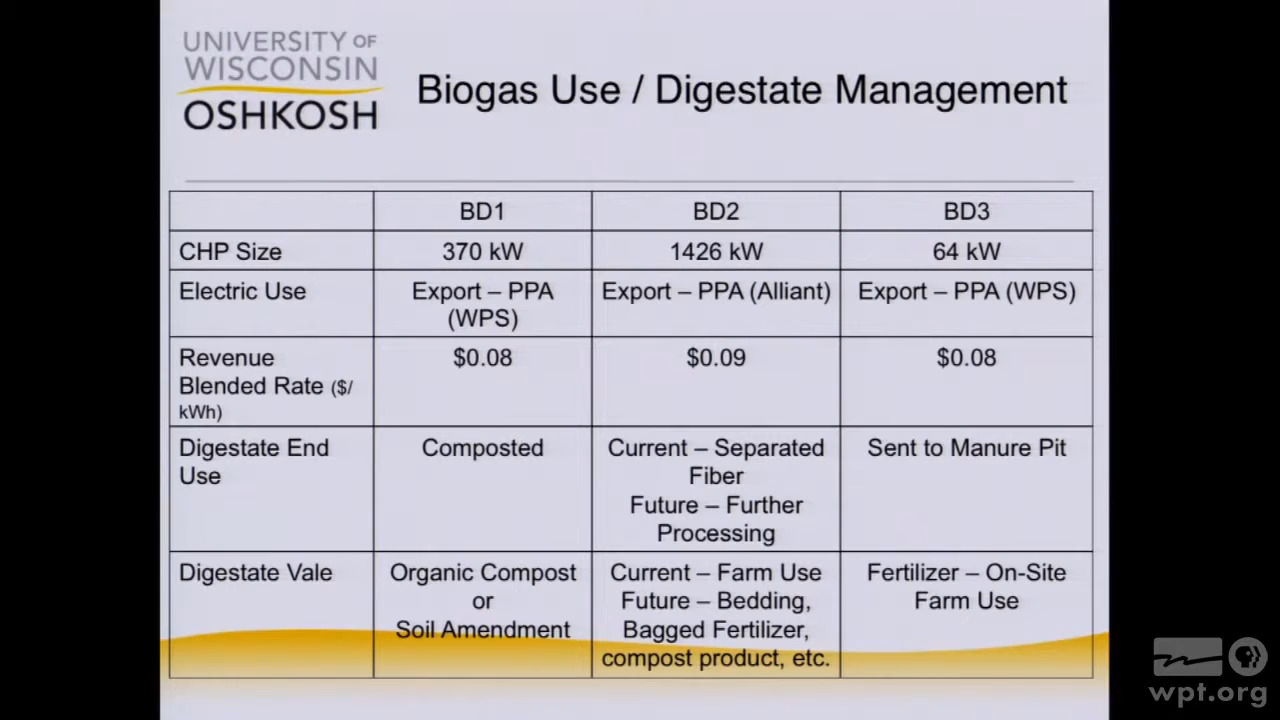 UNIVERSITY OF
WISCONSIN
OSHKOSH
Biogas Use / Digestate Management
BD1 BD2 BD3
CHP Size 370 kW 1426 kW 64 kW
Electric Use Export – PPA (WPS) Export – PPA (Alliant) Export – PPA (WPS)
Revenue Blended Rate ($/kWh) $0.08 $0.09 $0.08
Digestate End Use
Composted
Current – Separated
Fiber
Future – Further
Processing
Sent to Manure Pit
Digestate Vale
Organic Compost
or
Soil Amendment
Current – Farm Use
Future – Bedding,
Bagged Fertilizer,
compost product, etc.
Fertilizer – On-Site
Farm Use
wpt.org